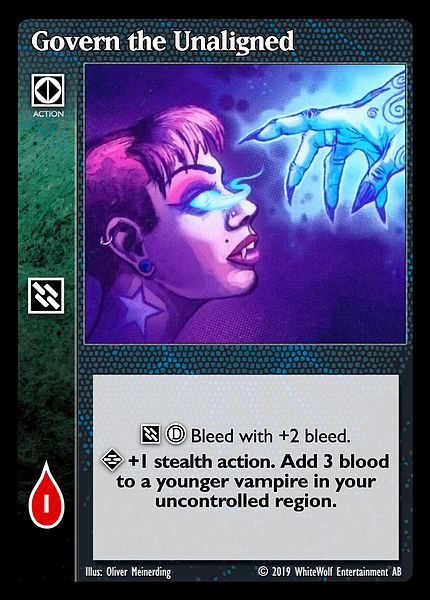 Govern the Unaligned
ACTION
D Bleed with +2 bleed.
+1 stealth action. Add 3 blood
to a younger vampire in your
uncontrolled region.
1
Illus: Oliver Meinerding © 2019 WhiteWolf Entertainment AB